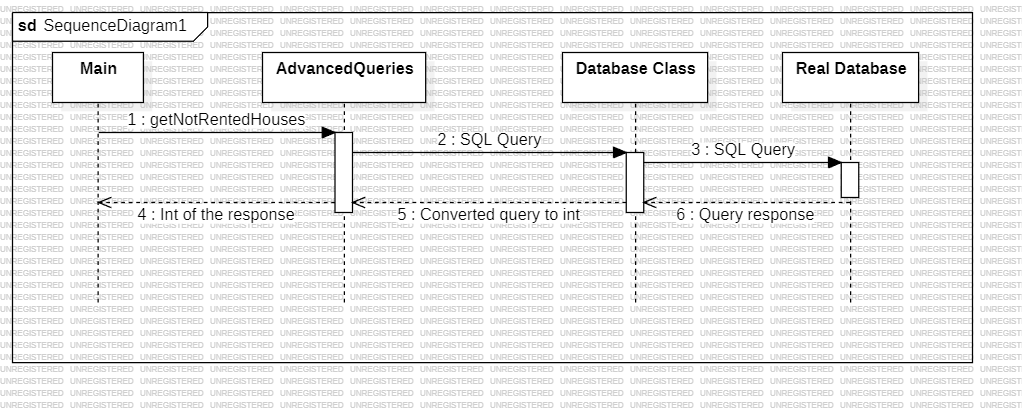 sd SequenceDiagram1
Main
AdvancedQueries
Database Class
Real Database
1 : getNotRentedHouses
2 : SQL Query
3 : SQL Query
4 : Int of the response
5 : Converted query to int
6 : Query response
UNREGISTERED